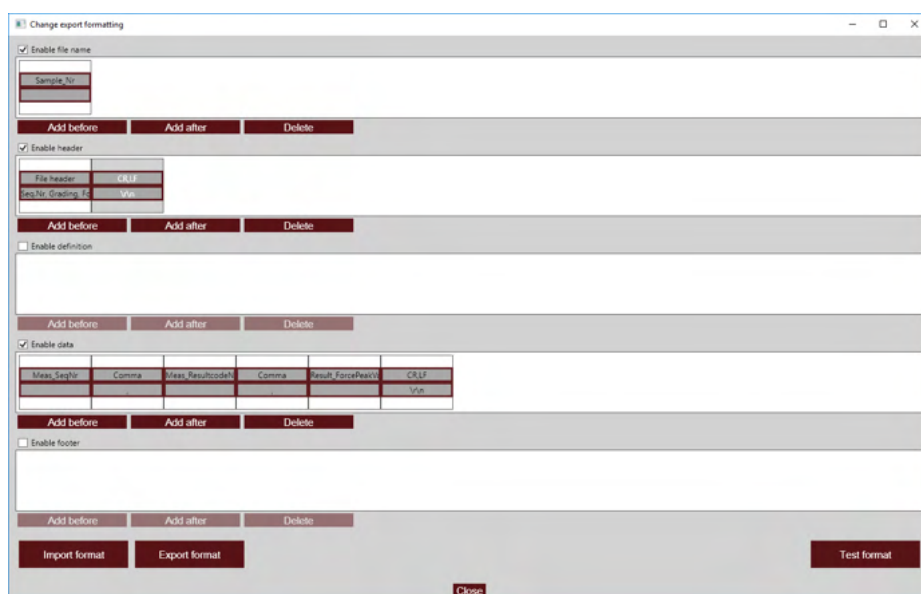 Change export formatting
Enable file name
Sample_Nr
Add before Add after Delete
Enable header
File header CR,LF
Seq.Nr, Grading, Fo \r\n
Add before Add after Delete
Enable definition
Add before Add after Delete
Enable data
Meas_SeqNr Comma Meas_ResultcodeN Comma Result_ForcePeakV CR,LF
, , \r\n
Add before Add after Delete
Enable footer
Add before Add after Delete
Import format Export format Test format
Close